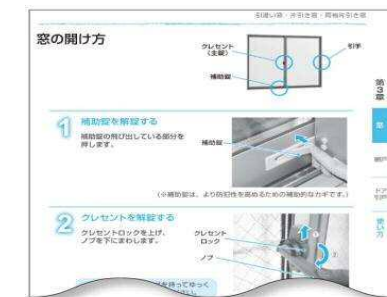 引違い窓・片引き窓・両袖片引き窓
窓の開け方
クレセント
(主錠)
引手
補助錠
第3章
窓
1 補助錠を解錠する
補助錠の飛び出している部分を
押します。
補助錠
(※補助錠は、より防犯性を高めるための補助的なカギです。)
使い方
2 クレセントを解錠する
クレセントロックを上げ、
ノブを下にまわします。
クレセント
ロック
ノブ
①
②